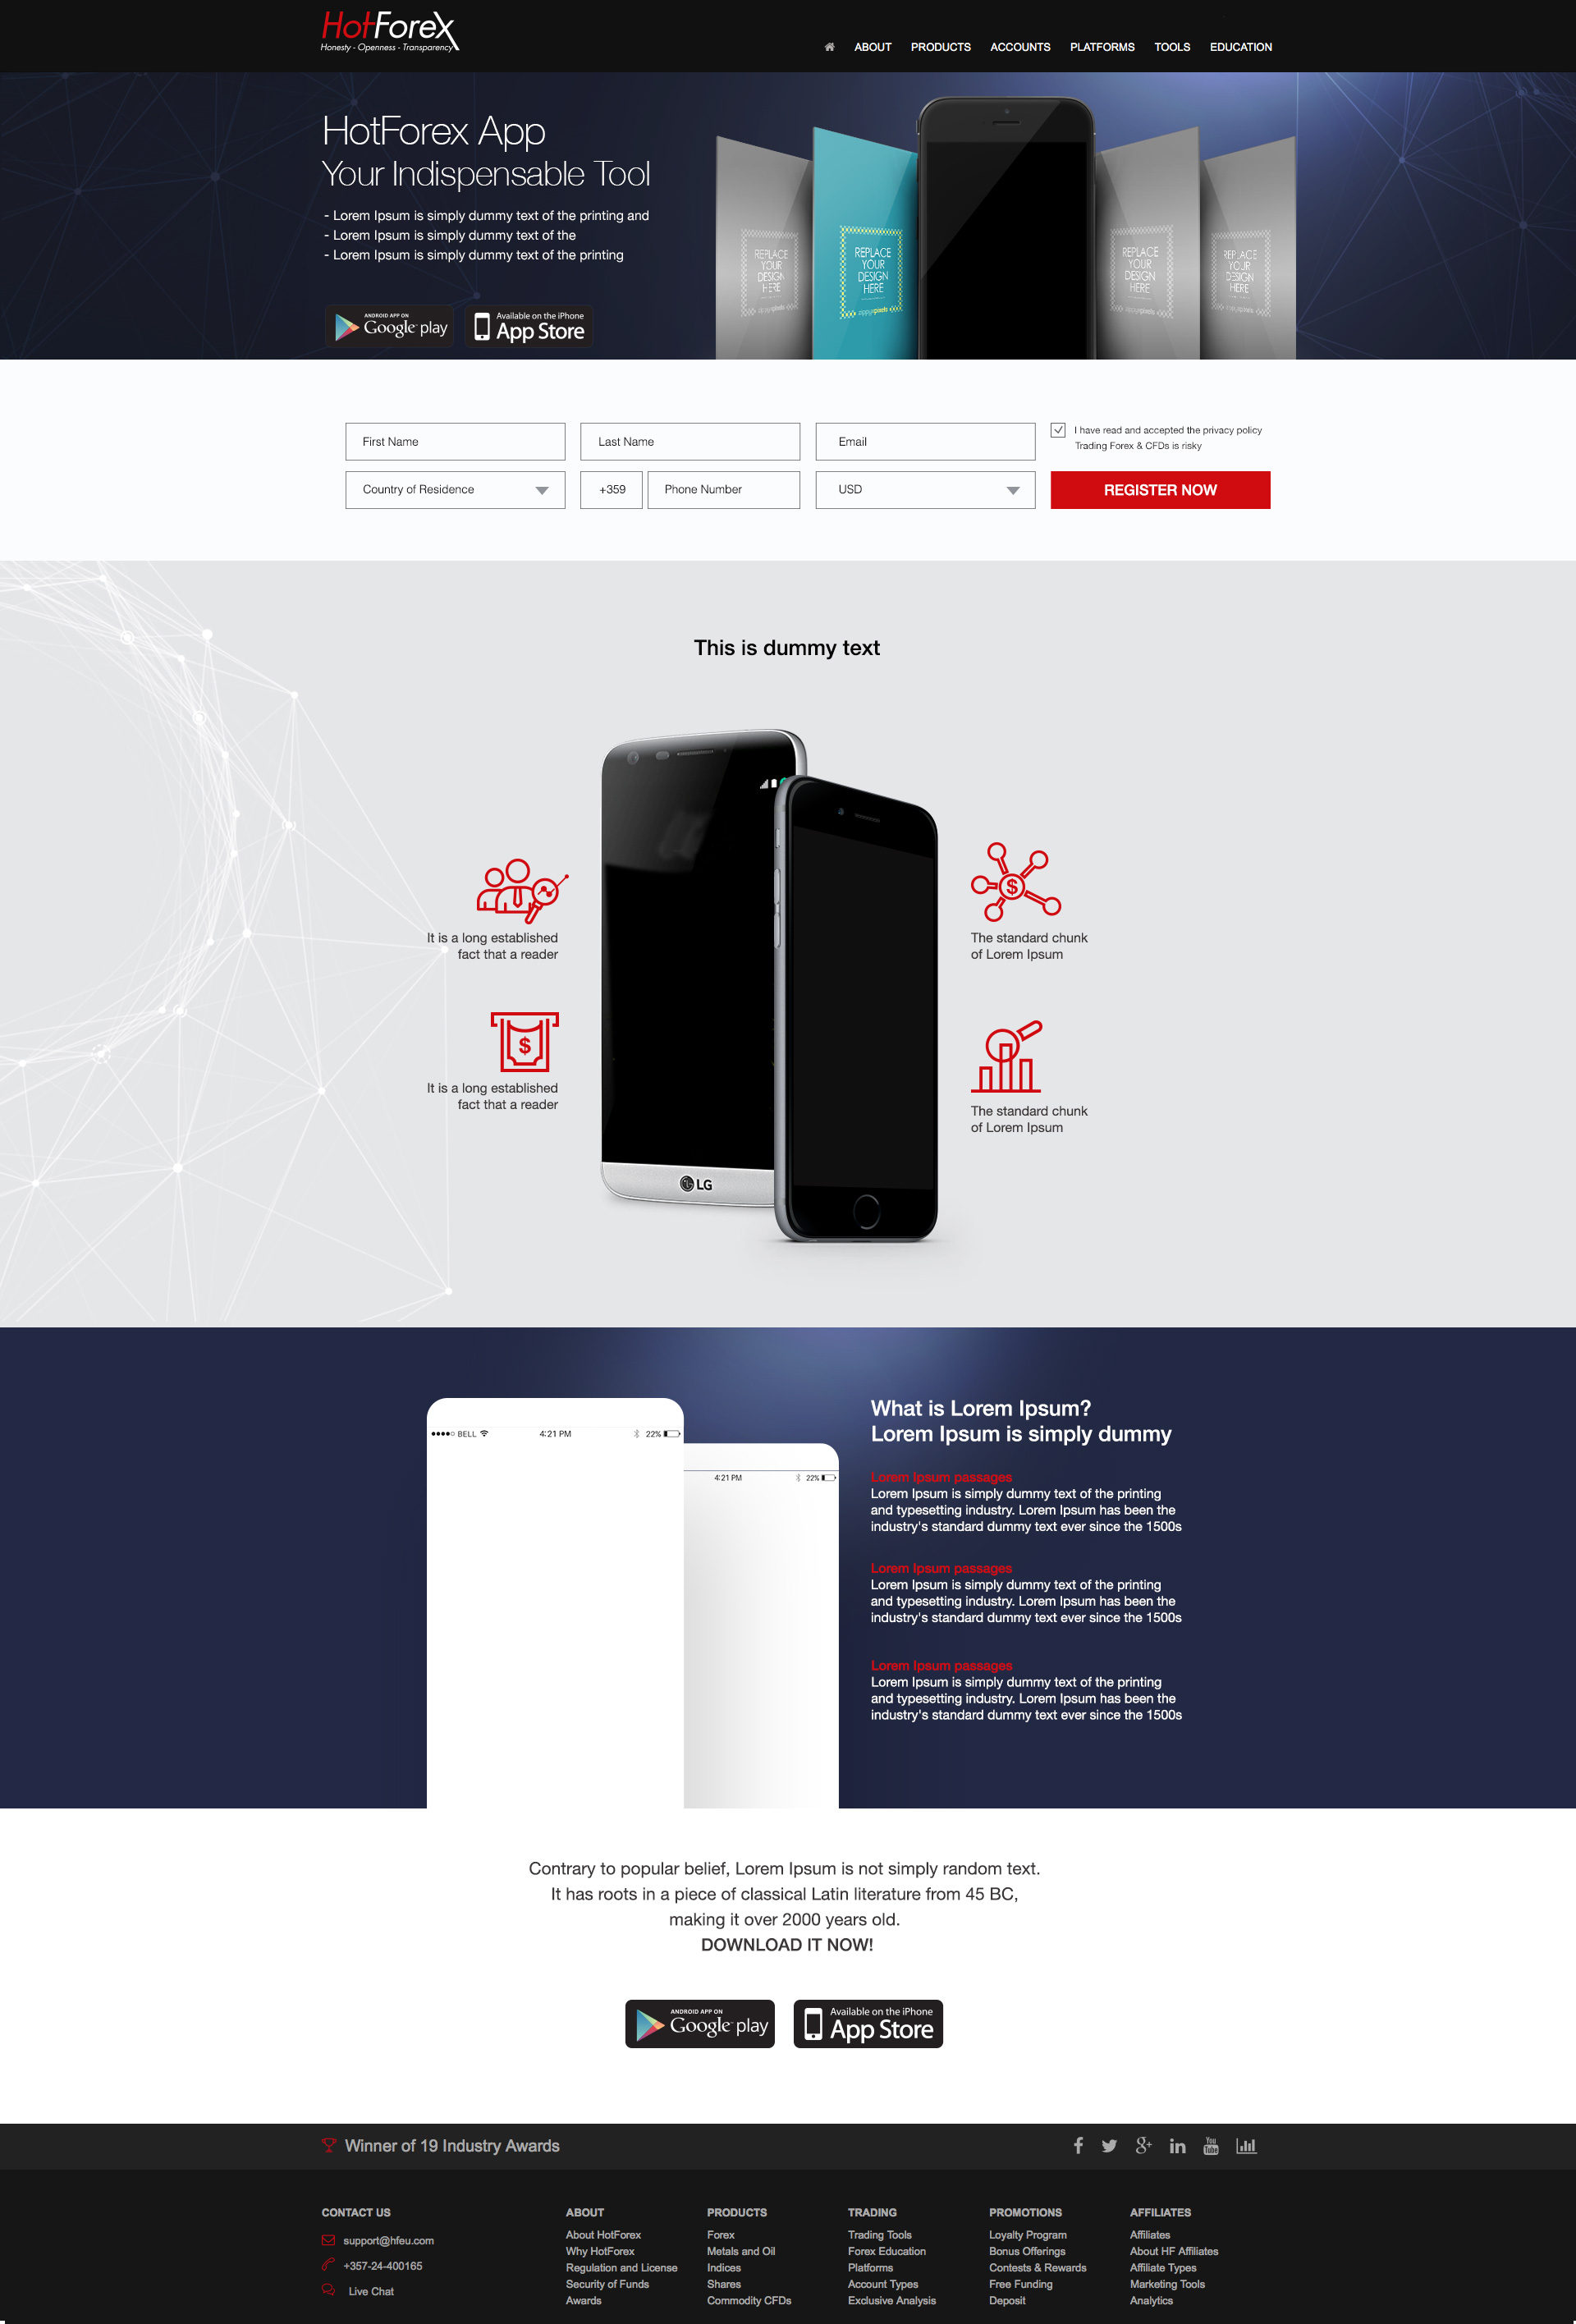 HotForex
Honesty - Openness - Transparency
ABOUT PRODUCTS ACCOUNTS PLATFORMS TOOLS EDUCATION
HotForex App
Your Indispensable Tool
- Lorem Ipsum is simply dummy text of the printing and
- Lorem Ipsum is simply dummy text of the
- Lorem Ipsum is simply dummy text of the printing
ANDROID APP ON
Google play
Available on the iPhone
App Store
REPLACE
YOUR
DESIGN
HERE
REPLACE
YOUR
DESIGN
HERE
REPLACE
YOUR
DESIGN
HERE
REPLACE
YOUR
DESIGN
HERE
First Name
Last Name
Email
I have read and accepted the privacy policy
Trading Forex & CFDs is risky
Country of Residence
+359
Phone Number
USD
REGISTER NOW
This is dummy text
It is a long established
fact that a reader
The standard chunk
of Lorem Ipsum
$
$
It is a long established
fact that a reader
The standard chunk
of Lorem Ipsum
LG
BELL 4:21 PM 22%
4:21 PM 22%
What is Lorem Ipsum?
Lorem Ipsum is simply dummy
Lorem Ipsum passages
Lorem Ipsum is simply dummy text of the printing
and typesetting industry. Lorem Ipsum has been the
industry's standard dummy text ever since the 1500s
Lorem Ipsum passages
Lorem Ipsum is simply dummy text of the printing
and typesetting industry. Lorem Ipsum has been the
industry's standard dummy text ever since the 1500s
Lorem Ipsum passages
Lorem Ipsum is simply dummy text of the printing
and typesetting industry. Lorem Ipsum has been the
industry's standard dummy text ever since the 1500s
Contrary to popular belief, Lorem Ipsum is not simply random text.
It has roots in a piece of classical Latin literature from 45 BC,
making it over 2000 years old.
DOWNLOAD IT NOW!
ANDROID APP ON
Google play
Available on the iPhone
App Store
Winner of 19 Industry Awards
You
Tube
CONTACT US
support@hfeu.com
+357-24-400165
Live Chat
ABOUT
About HotForex
Why HotForex
Regulation and License
Security of Funds
Awards
PRODUCTS
Forex
Metals and Oil
Indices
Shares
Commodity CFDs
TRADING
Trading Tools
Forex Education
Platforms
Account Types
Exclusive Analysis
PROMOTIONS
Loyalty Program
Bonus Offerings
Contests & Rewards
Free Funding
Deposit
AFFILIATES
Affiliates
About HF Affiliates
Affiliate Types
Marketing Tools
Analytics